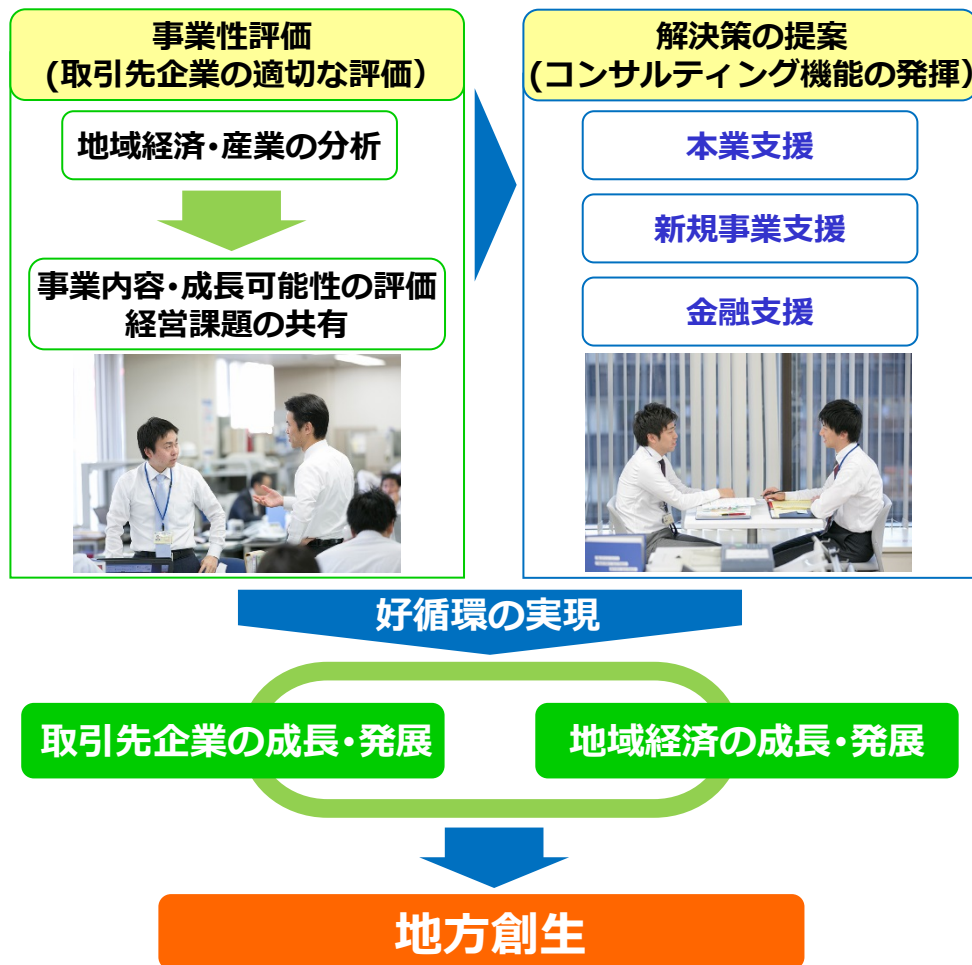 事業性評価
(取引先企業の適切な評価）
地域経済･産業の分析
事業内容･成長可能性の評価
経営課題の共有
解決策の提案
(コンサルティング機能の発揮）
本業支援
新規事業支援
金融支援
好循環の実現
取引先企業の成長･発展
地域経済の成長･発展
地方創生